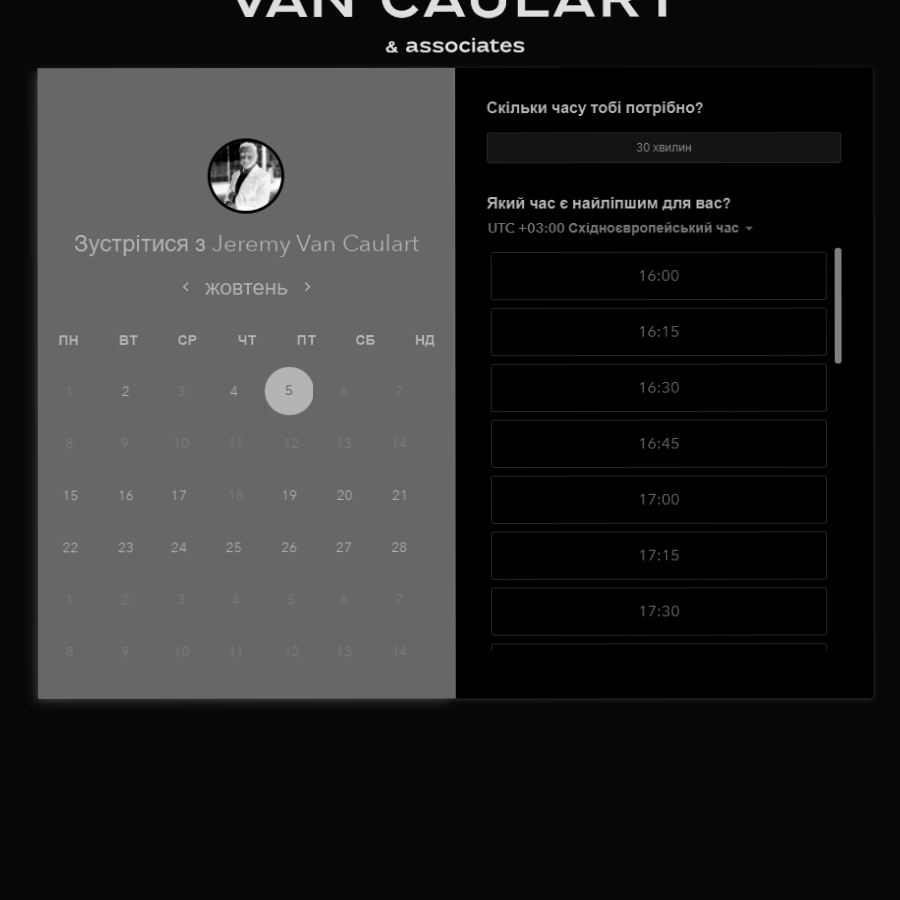 VAN CAULART
& associates
Зустрітися з Jeremy Van Caulart
жовтень
ПН ВТ СР ЧТ ПТ СБ НД
1 2 3 4 5 6 7
8 9 10 11 12 13 14
15 16 17 18 19 20 21
22 23 24 25 26 27 28
1 2 3 4 5 6 7
8 9 10 11 12 13 14
Скільки часу тобі потрібно?
30 хвилин
Який час є найліпшим для вас?
UTC +03:00 Східноєвропейський час
16:00
16:15
16:30
16:45
17:00
17:15
17:30